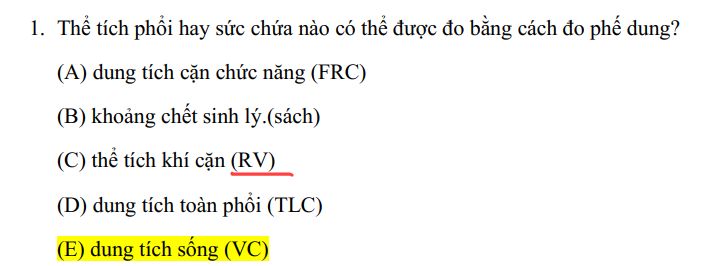 1. Thể tích phổi hay sức chứa nào có thể được đo bằng cách đo phế dung?
(A) dung tích cặn chức năng (FRC)
(B) khoảng chết sinh lý.(sách)
(C) thể tích khí cặn (RV)
(D) dung tích toàn phổi (TLC)
(E) dung tích sống (VC)